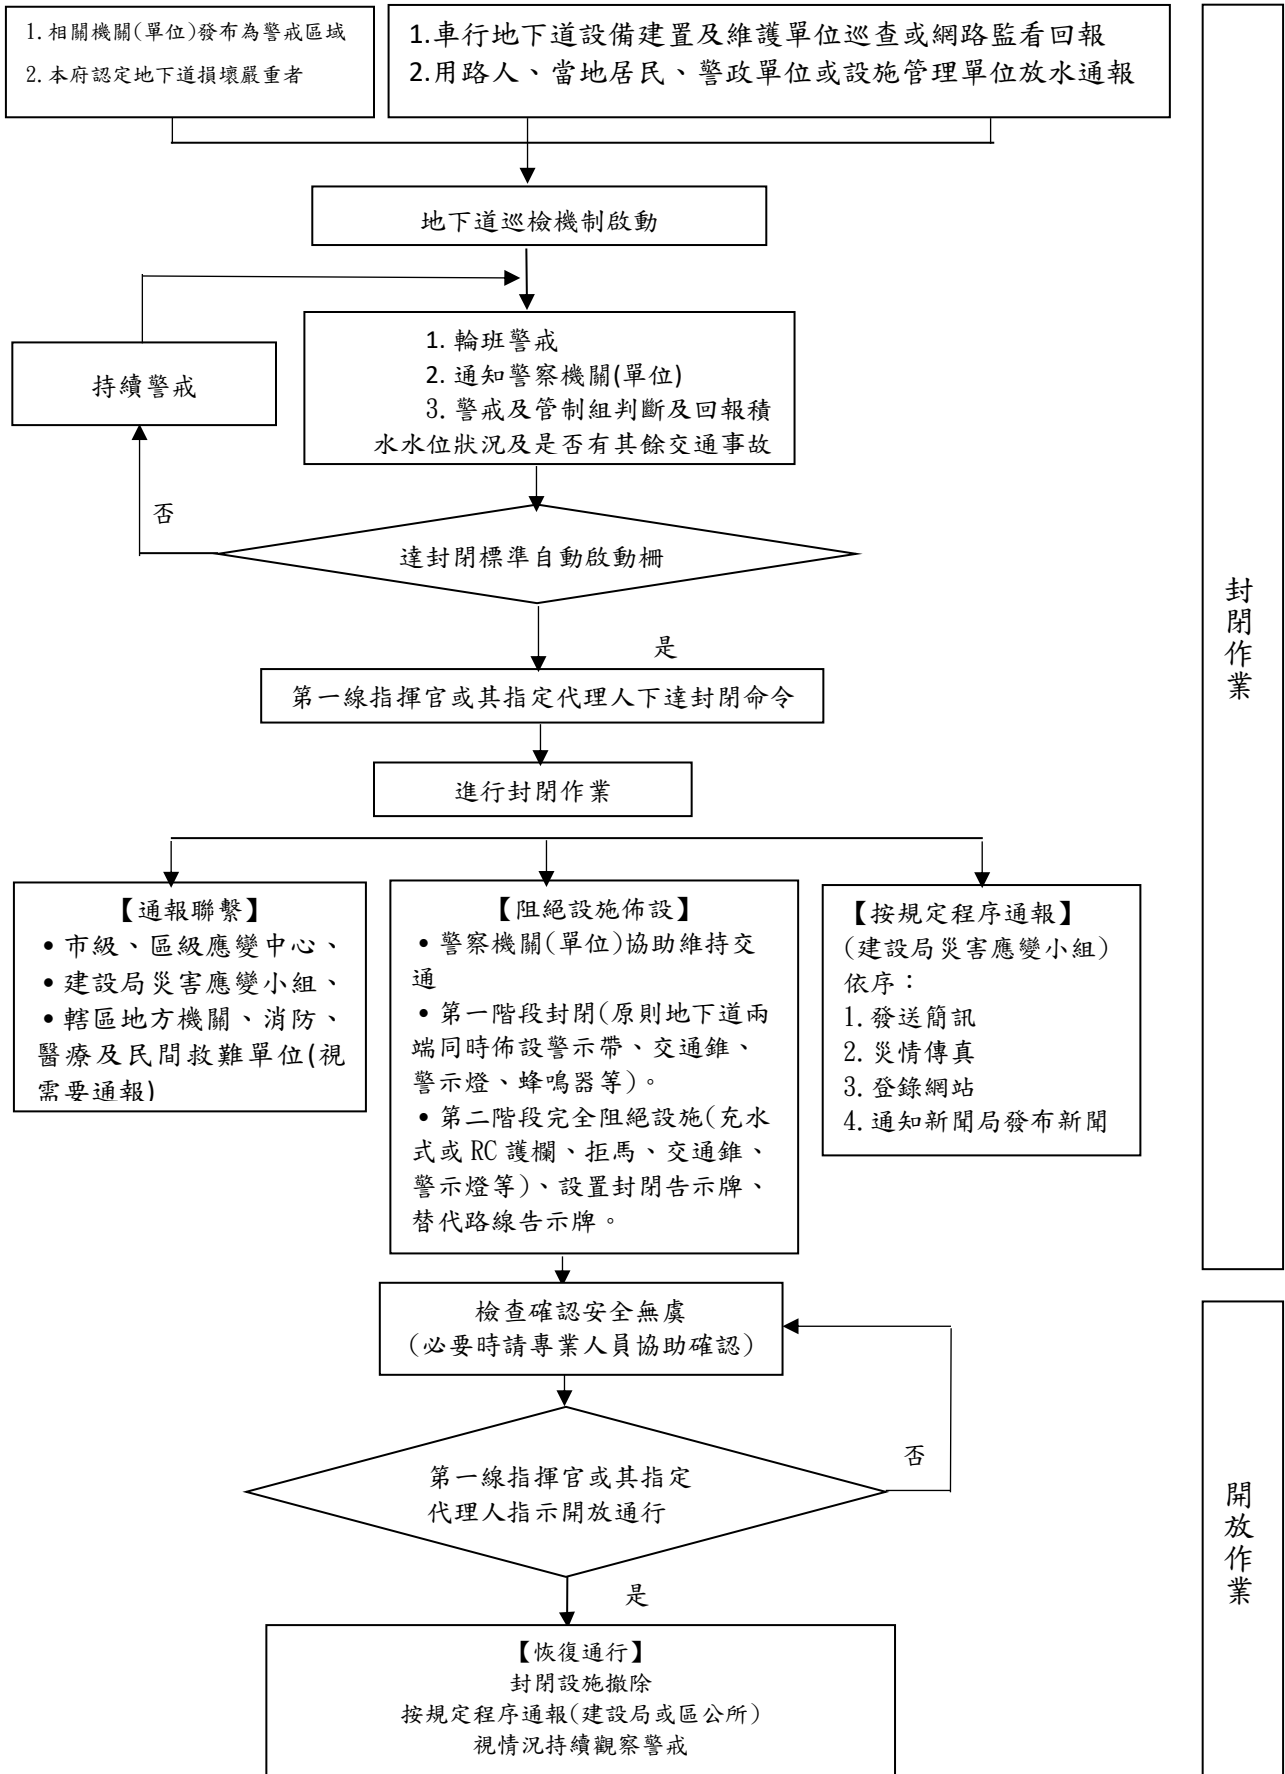 1.相關機關(單位)發布為警戒區域
2.本府認定地下道損壞嚴重者
1.車行地下道設備建置及維護單位巡查或網路監看回報
2.用路人、當地居民、警政單位或設施管理單位放水通報
地下道巡檢機制啟動
1. 輪班警戒
2. 通知警察機關(單位)
3. 警戒及管制組判斷及回報積
水水位狀況及是否有其餘交通事故
持續警戒
否
達封閉標準自動啟動柵
是
第一線指揮官或其指定代理人下達封閉命令
進行封閉作業
【通報聯繫】
•市級、區級應變中心、
•建設局災害應變小組、
•轄區地方機關、消防、
醫療及民間救難單位(視
需要通報)
【阻絕設施佈設】
•警察機關(單位)協助維持交
通
•第一階段封閉(原則地下道兩
端同時佈設警示帶、交通錐、
警示燈、蜂鳴器等)。
•第二階段完全阻絕設施(充水
式或 RC 護欄、拒馬、交通錐、
警示燈等)、設置封閉告示牌、
替代路線告示牌。
【按規定程序通報】
(建設局災害應變小組)
依序：
1.發送簡訊
2.災情傳真
3.登錄網站
4.通知新聞局發布新聞
封閉作業
檢查確認安全無虞
(必要時請專業人員協助確認)
否
第一線指揮官或其指定
代理人指示開放通行
是
【恢復通行】
封閉設施撤除
按規定程序通報(建設局或區公所)
視情況持續觀察警戒
開放作業